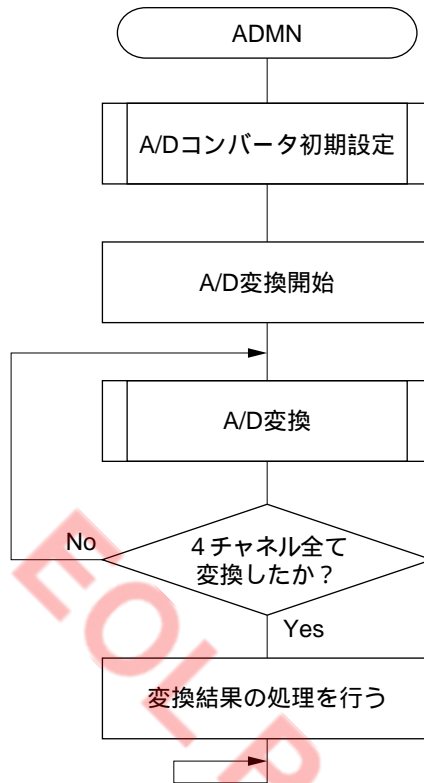 ADMN
A/Dコンバータ初期設定
A/D変換開始
A/D変換
No
4チャネル全て
変換したか？
Yes
変換結果の処理を行う
EOL P